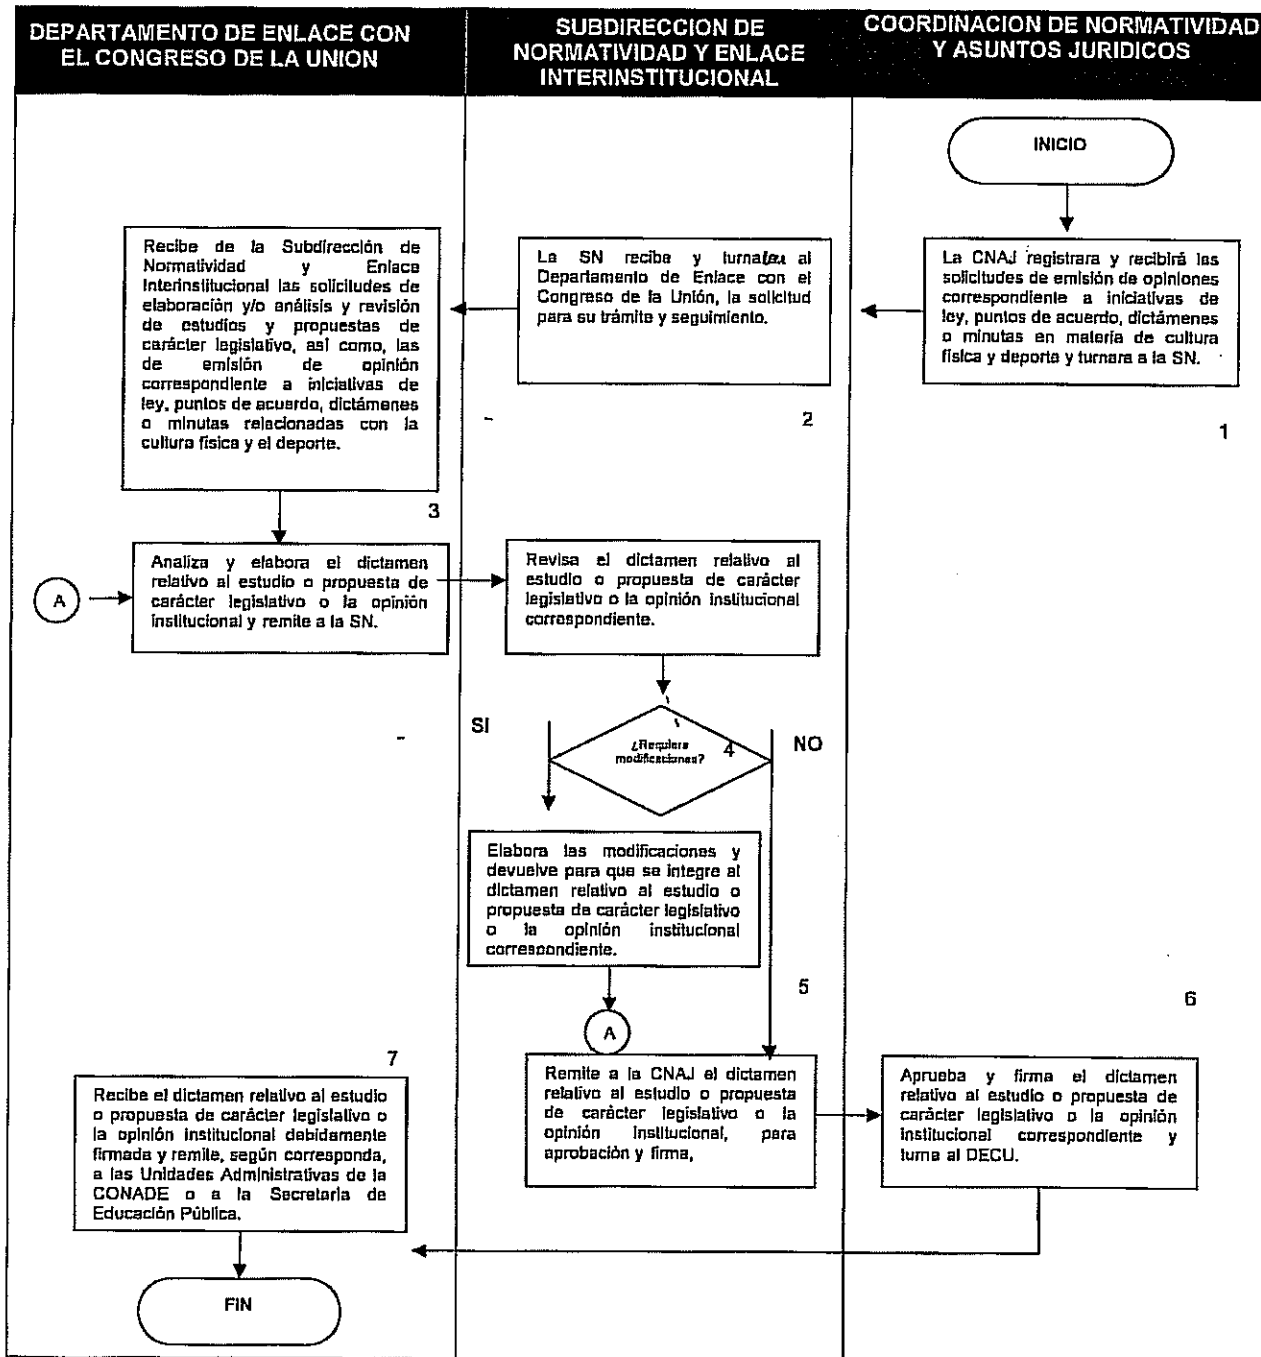 DEPARTAMENTO DE ENLACE CON
EL CONGRESO DE LA UNION
SUBDIRECCION DE
NORMATIVIDAD Y ENLACE
INTERINSTITUCIONAL
COORDINACION DE NORMATIVIDAD
Y ASUNTOS JURIDICOS
INICIO
La CNAJ registrara y recibirá las
solicitudes de emisión de opiniones
correspondiente a iniciativas de
ley, puntos de acuerdo, dictámenes
o minutas en materia de cultura
física y deporte y turnara a la SN.
1
La SN recibe y turna al
Departamento de Enlace con el
Congreso de la Unión, la solicitud
para su trámite y seguimiento.
2
Recibe de la Subdirección de
Normatividad y Enlace
Interinstitucional las solicitudes de
elaboración y/o análisis y revisión
de estudios y propuestas de
carácter legislativo, así como, las
de emisión de opinión
correspondiente a iniciativas de
ley, puntos de acuerdo, dictámenes
o minutas relacionadas con la
cultura física y el deporte.
3
A
Analiza y elabora el dictamen
relativo al estudio o propuesta de
carácter legislativo o la opinión
institucional y remite a la SN.
Revisa el dictamen relativo al
estudio o propuesta de carácter
legislativo o la opinión institucional
correspondiente.
SI
¿Requiere
modificaciones?
4
NO
Elabora las modificaciones y
devuelve para que se integre al
dictamen relativo al estudio o
propuesta de carácter legislativo
o la opinión institucional
correspondiente.
A
5
Remite a la CNAJ el dictamen
relativo al estudio o propuesta
de carácter legislativo o la
opinión Institucional, para
aprobación y firma,
6
Aprueba y firma el dictamen
relativo al estudio o propuesta
de carácter legislativo o la opinión
institucional correspondiente y
turna al DECU.
7
Recibe el dictamen relativo al estudio
o propuesta de carácter legislativo o
la opinión institucional debidamente
firmada y remite, según corresponda,
a las Unidades Administrativas de la
CONADE o a la Secretaría de
Educación Pública.
FIN